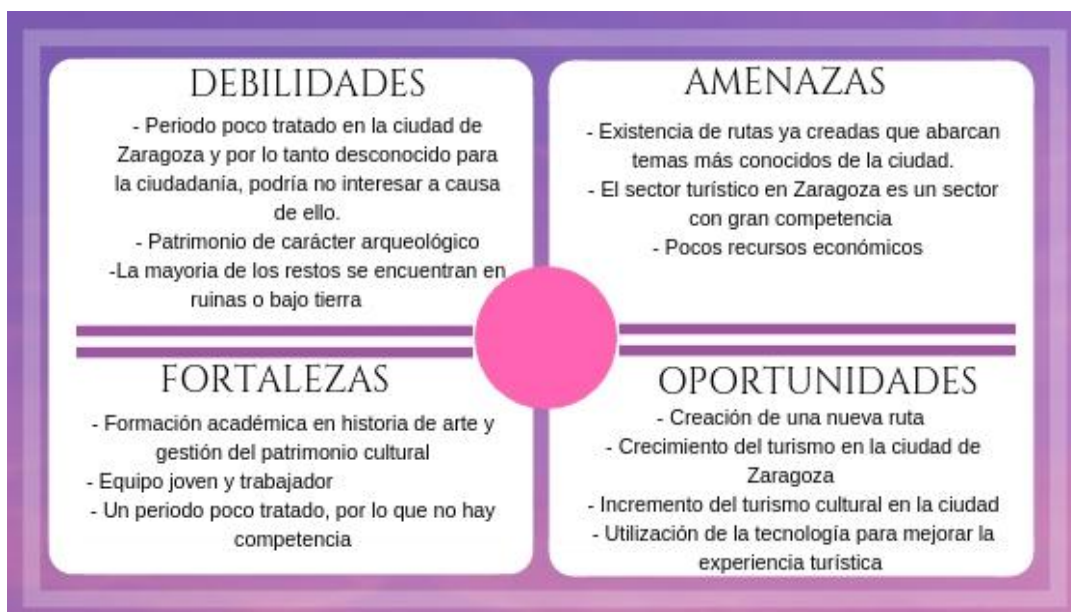 DEBILIDADES
- Periodo poco tratado en la ciudad de
Zaragoza y por lo tanto desconocido para
la ciudadanía, podría no interesar a causa
de ello.
- Patrimonio de carácter arqueológico
-La mayoria de los restos se encuentran en
ruinas o bajo tierra
AMENAZAS
- Existencia de rutas ya creadas que abarcan
temas más conocidos de la ciudad.
- El sector turístico en Zaragoza es un sector
con gran competencia
- Pocos recursos económicos
FORTALEZAS
- Formación académica en historia de arte y
gestión del patrimonio cultural
- Equipo joven y trabajador
- Un periodo poco tratado, por lo que no hay
competencia
OPORTUNIDADES
- Creación de una nueva ruta
- Crecimiento del turismo en la ciudad de
Zaragoza
- Incremento del turismo cultural en la ciudad
- Utilización de la tecnología para mejorar la
experiencia turística